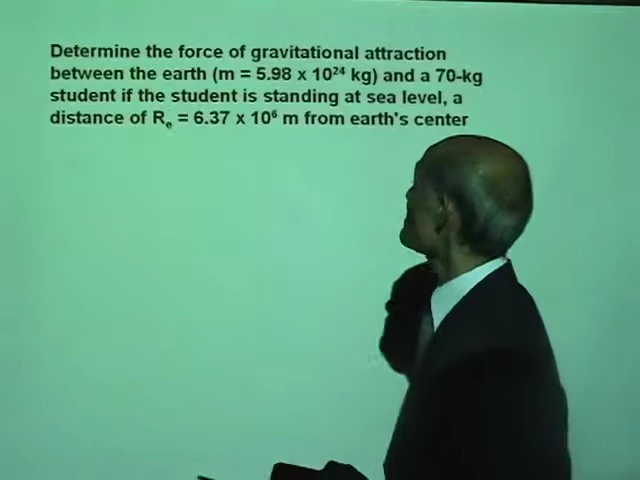 Determine the force of gravitational attraction
between the earth (m = 5.98 x 10²⁴ kg) and a 70-kg
student if the student is standing at sea level, a
distance of Rₑ = 6.37 x 10⁶ m from earth's center